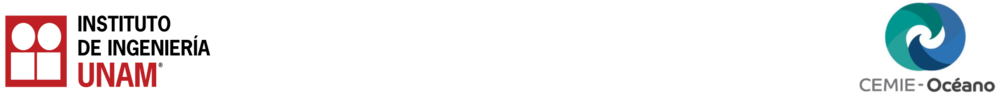 INSTITUTO
DE INGENIERÍA
UNAM®
CEMIE-Océano